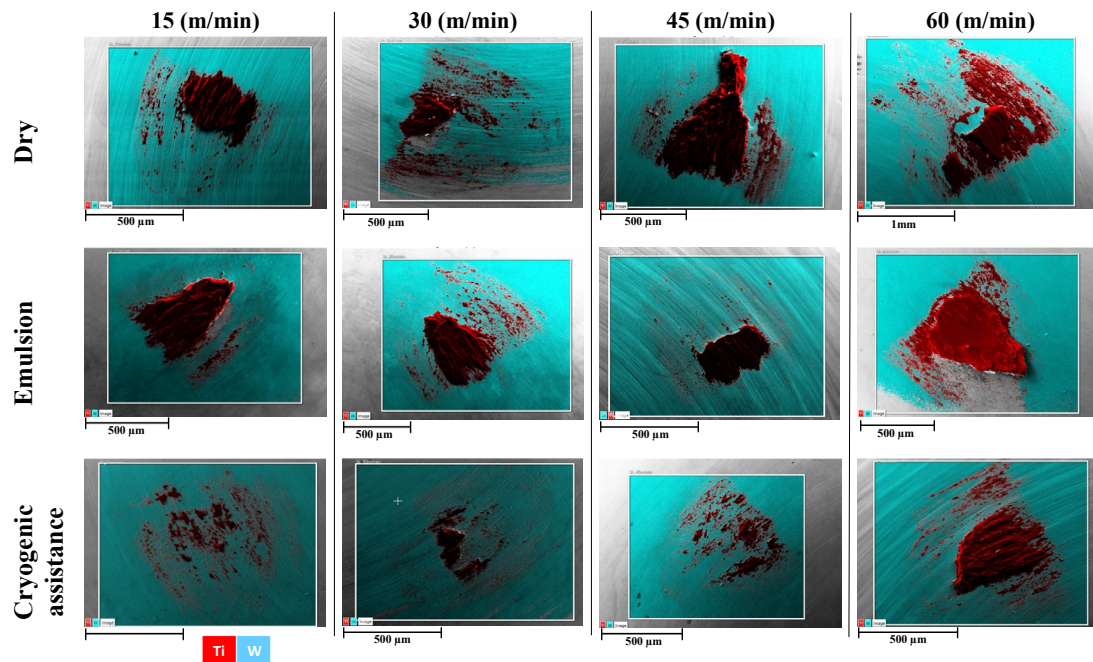 15 (m/min) 30 (m/min) 45 (m/min) 60 (m/min)
Dry
500 µm 500 µm 500 µm 1mm
Emulsion
500 µm 500 µm 500 µm 500 µm
Cryogenic
assistance
500 µm 500 µm 500 µm
Ti W